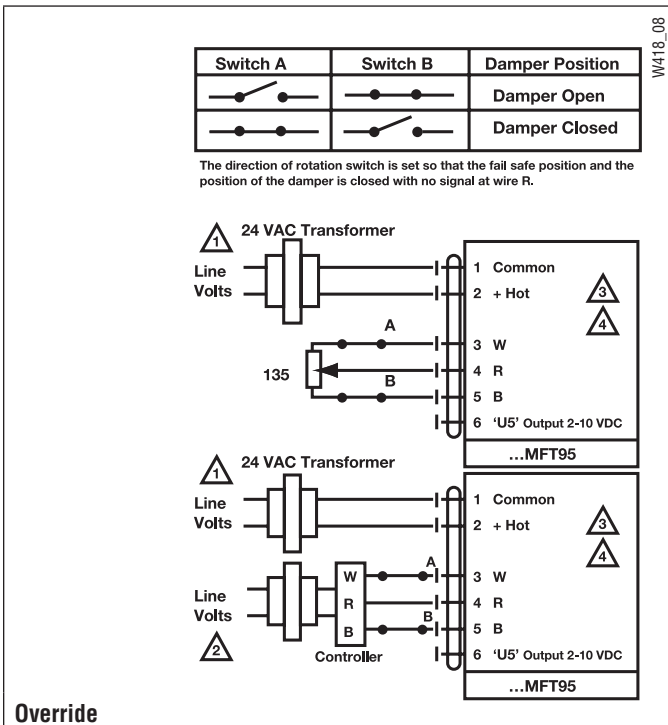 W418_08
Switch A Switch B Damper Position
Damper Open
Damper Closed
The direction of rotation switch is set so that the fail safe position and the
position of the damper is closed with no signal at wire R.
1 24 VAC Transformer
Line
Volts
1 Common
2 + Hot
3
4
A
3 W
135
4 R
B
5 B
6 ‘U5’ Output 2-10 VDC
...MFT95
1 24 VAC Transformer
Line
Volts
1 Common
2 + Hot
3
4
Line
Volts
2
W
R
B
Controller
A
3 W
4 R
B
5 B
6 ‘U5’ Output 2-10 VDC
...MFT95
Override